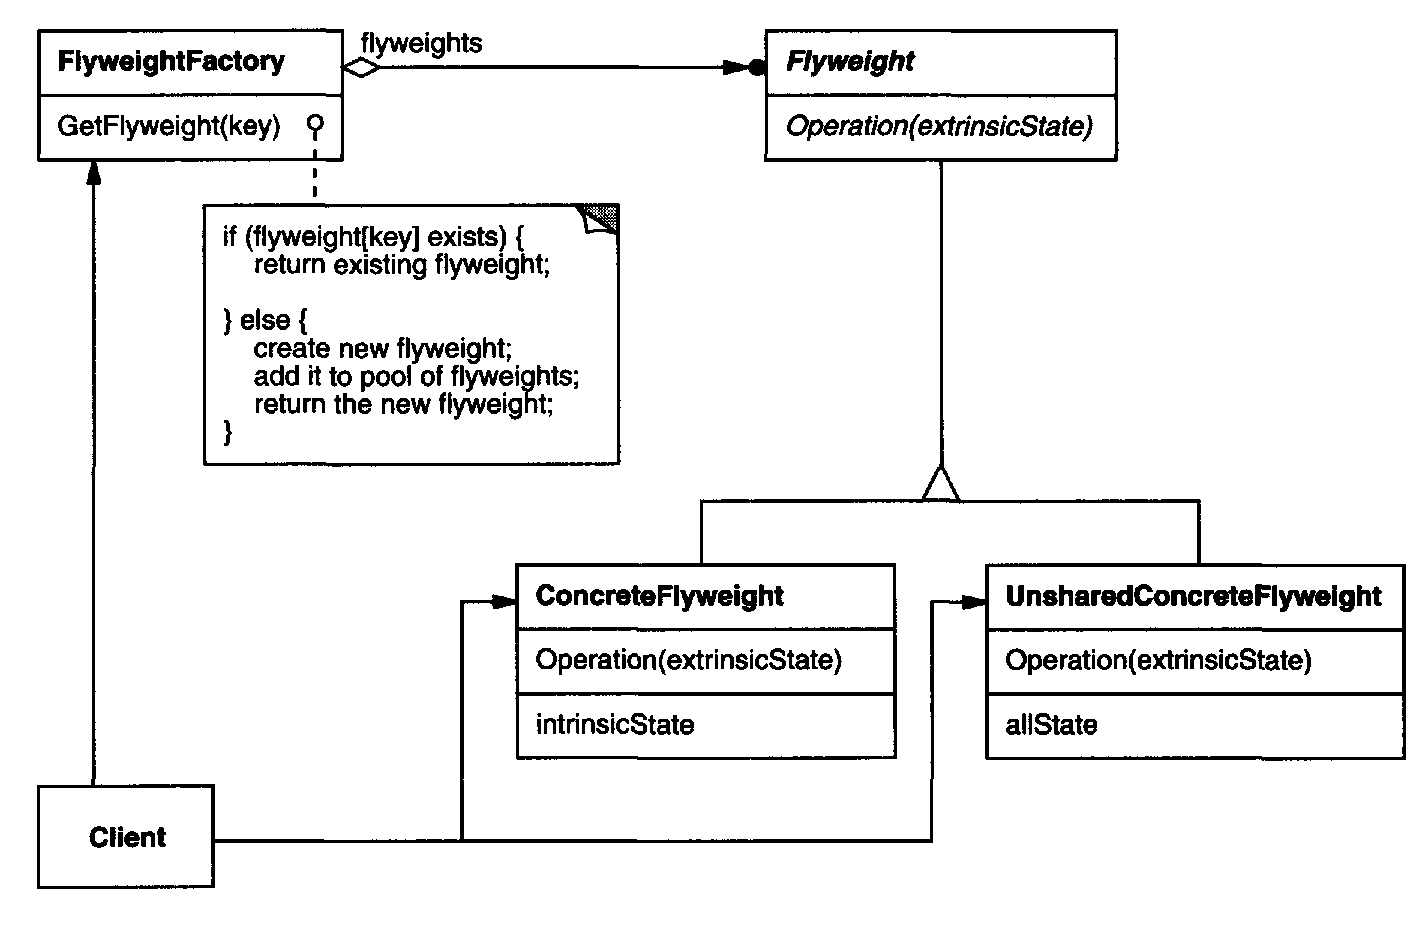 FlyweightFactory
GetFlyweight(key)
flyweights
Flyweight
Operation(extrinsicState)
if (flyweight[key] exists) {
return existing flyweight;
} else {
create new flyweight;
add it to pool of flyweights;
return the new flyweight;
}
ConcreteFlyweight
Operation(extrinsicState)
intrinsicState
UnsharedConcreteFlyweight
Operation(extrinsicState)
allState
Client